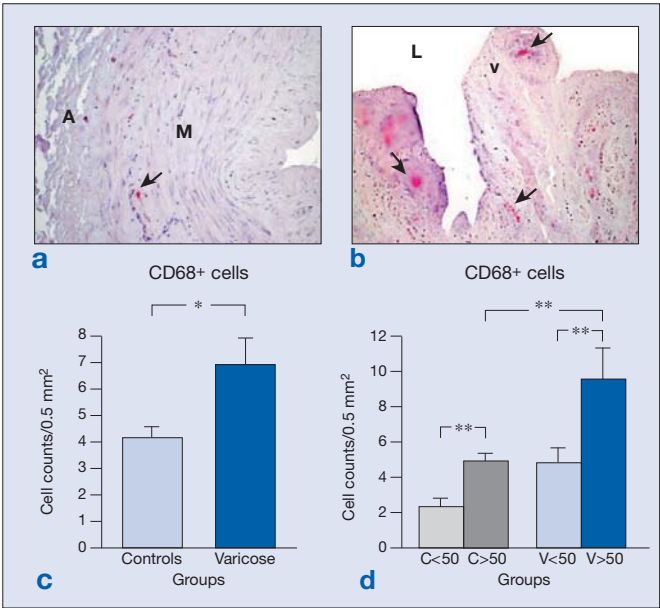 A
M
L
v
a
b
CD68+ cells
*
8
7
6
5
4
3
2
1
0
Cell counts/0.5 mm²
Controls
Varicose
Groups
c
CD68+ cells
**
**
**
12
10
8
6
4
2
0
Cell counts/0.5 mm²
C<50
C>50
V<50
V>50
Groups
d